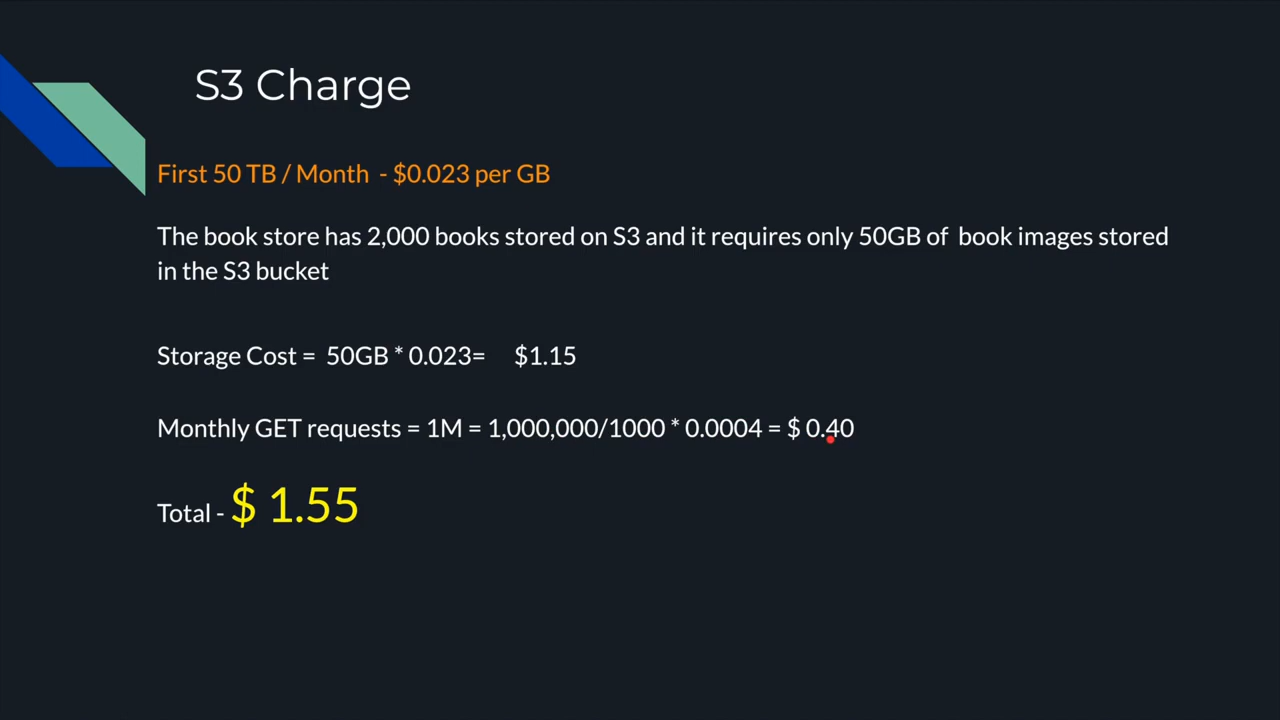 S3 Charge
First 50 TB / Month - $0.023 per GB
The book store has 2,000 books stored on S3 and it requires only 50GB of book images stored
in the S3 bucket
Storage Cost = 50GB * 0.023= $1.15
Monthly GET requests = 1M = 1,000,000/1000 * 0.0004 = $ 0.40
Total - $ 1.55